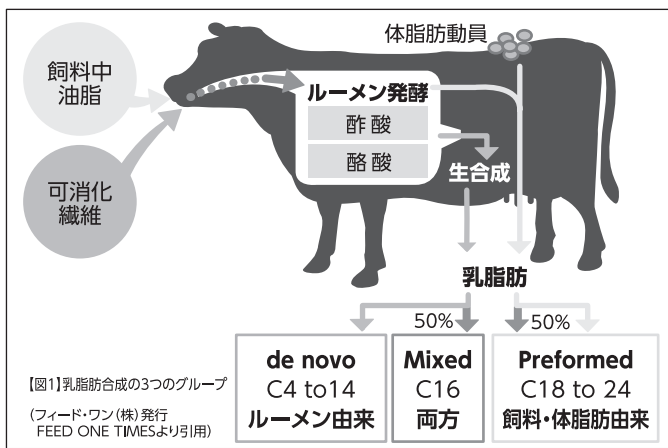 体脂肪動員
飼料中
油脂
ルーメン発酵
酢酸
酪酸
可消化
繊維
生合成
乳脂肪
50%
50%
de novo
C4 to14
ルーメン由来
Mixed
C16
両方
Preformed
C18 to 24
飼料・体脂肪由来
【図1】乳脂肪合成の3つのグループ
(フィード・ワン(株)発行
FEED ONE TIMESより引用)